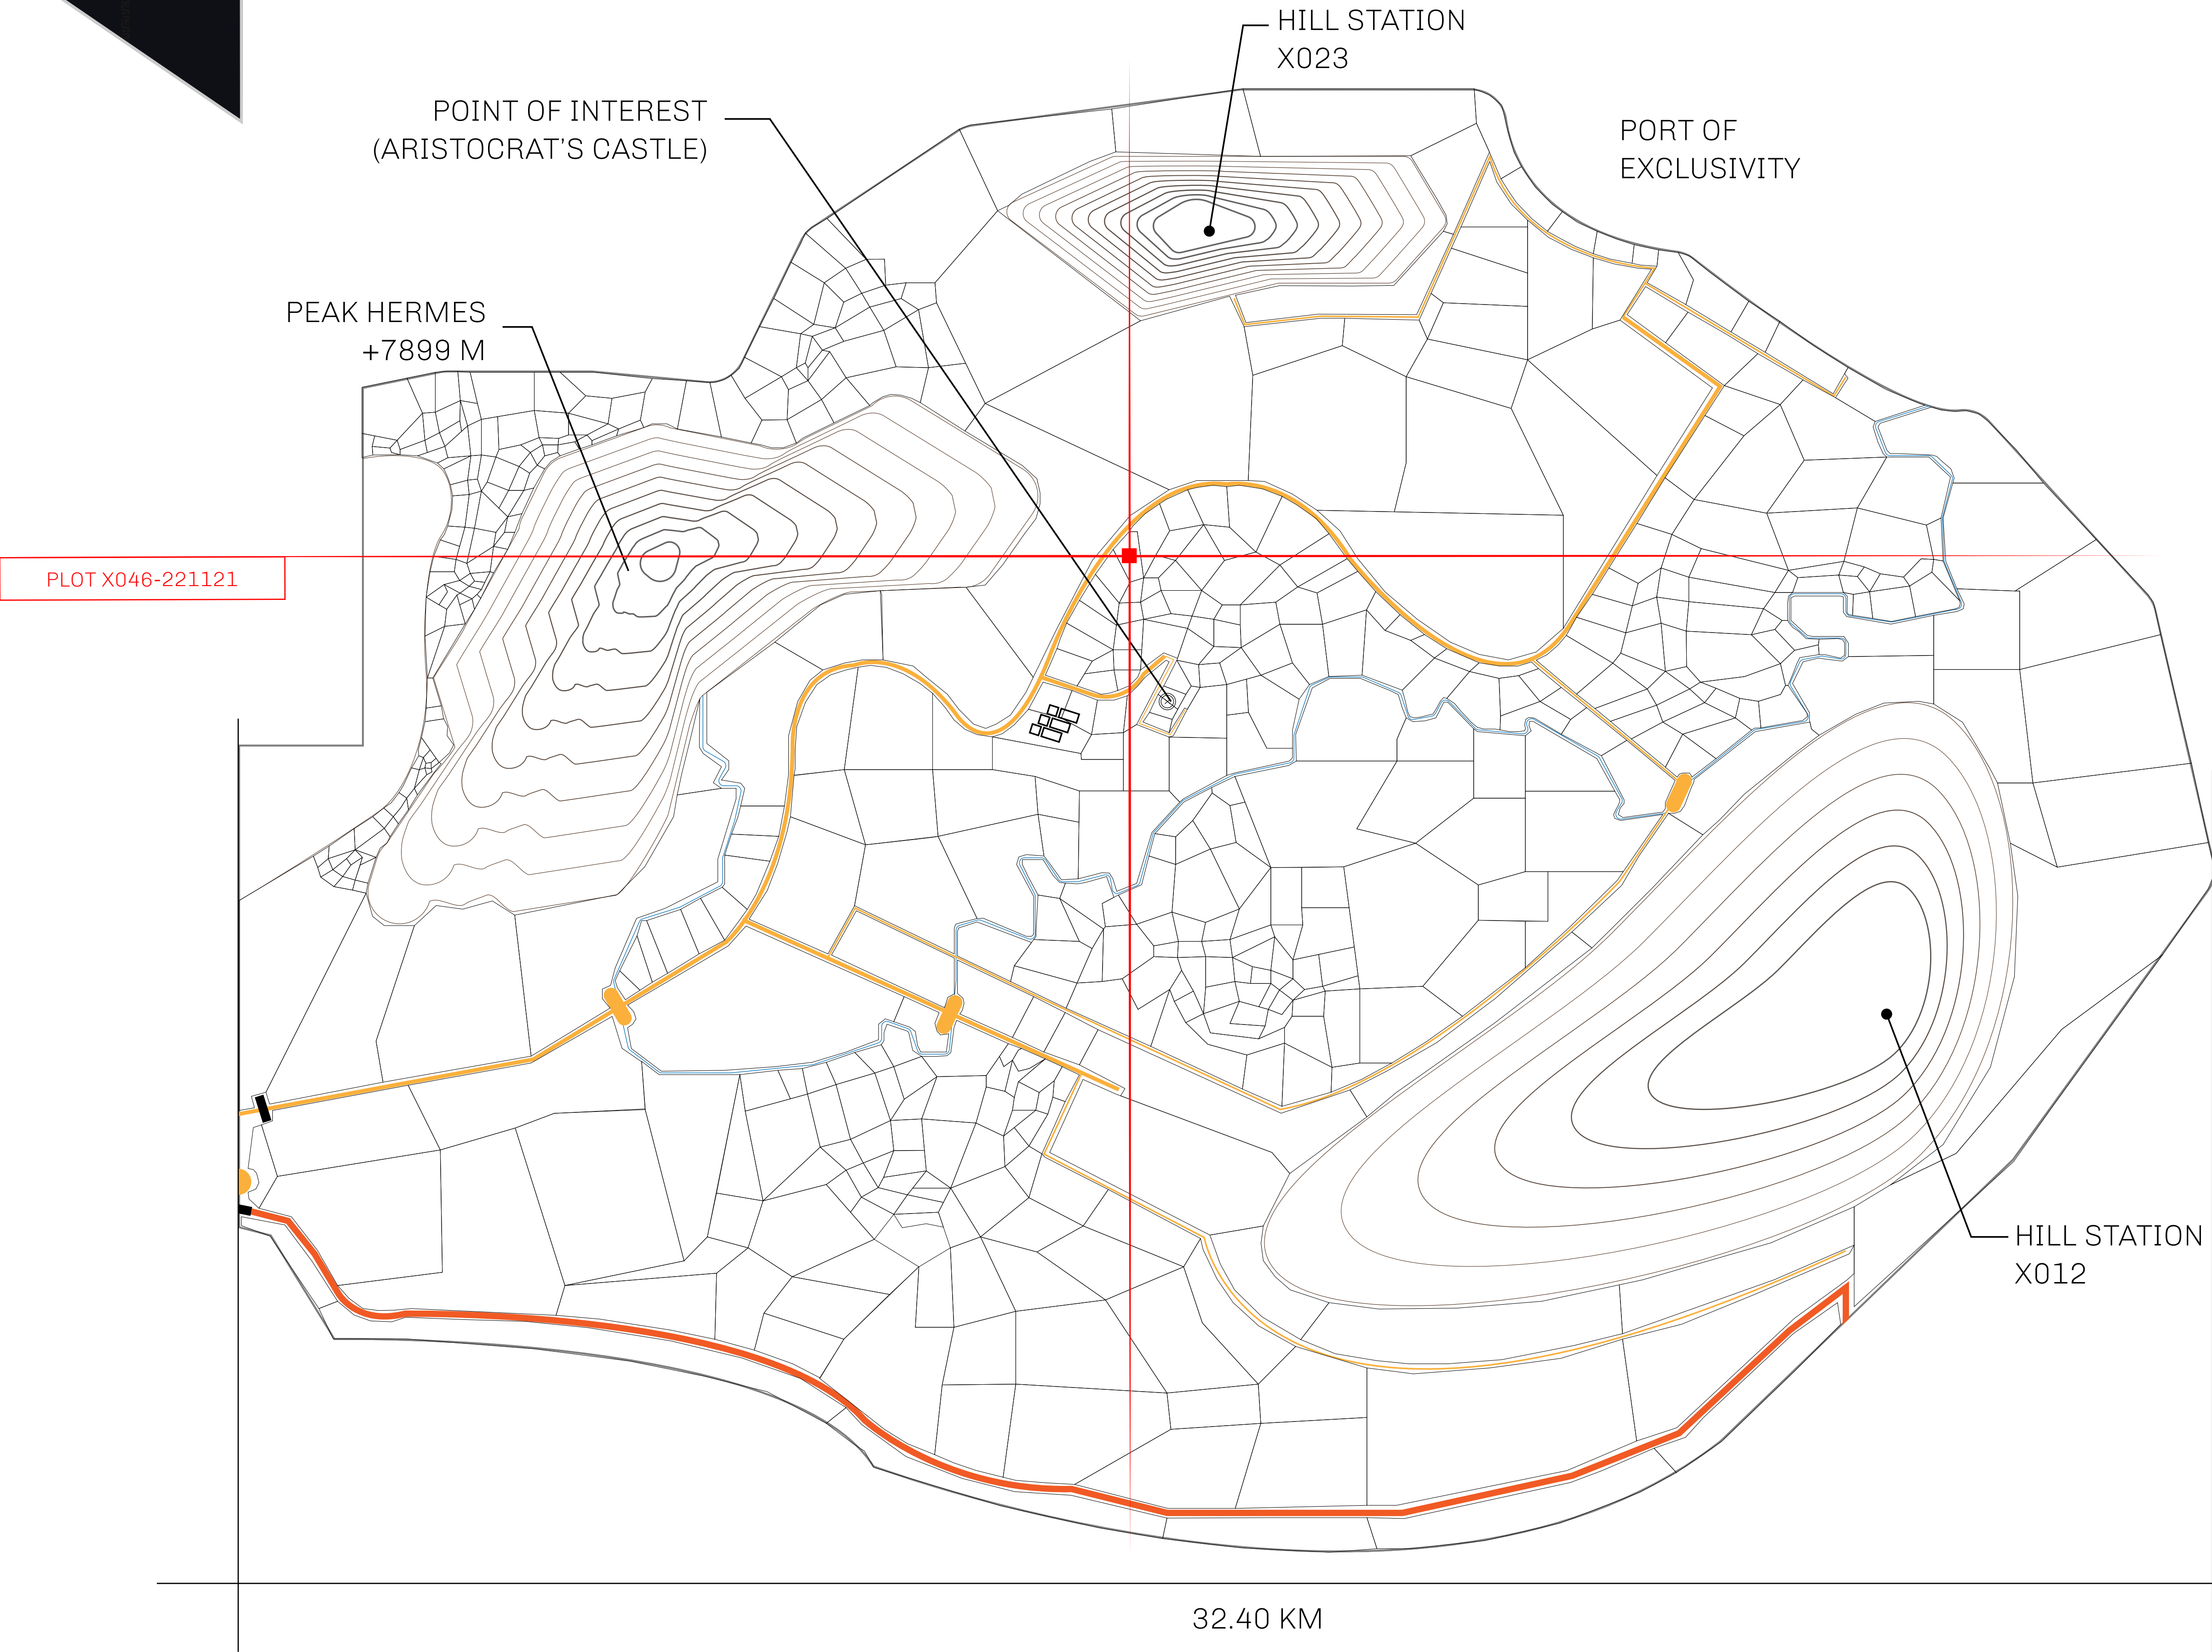 HILL STATION
X023
POINT OF INTEREST
(ARISTOCRAT'S CASTLE)
PORT OF
EXCLUSIVITY
PEAK HERMES
+7899 M
PLOT X046-221121
HILL STATION
X012
32.40 KM